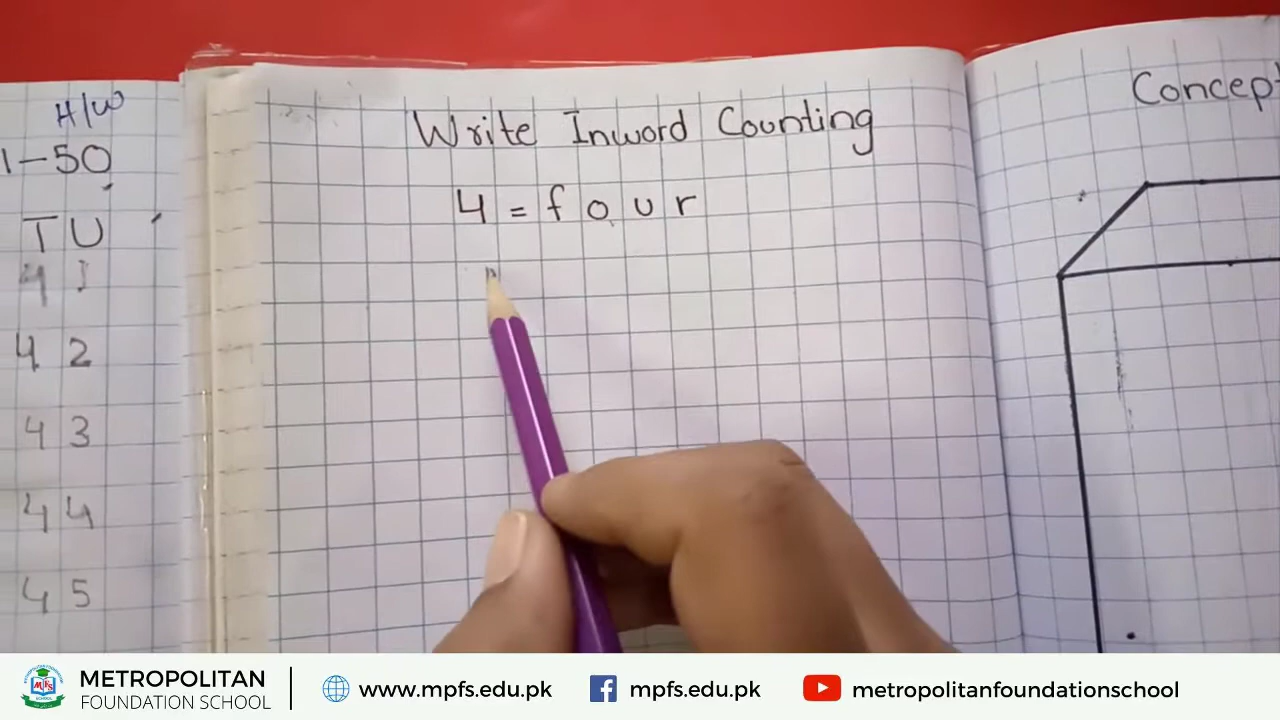 H/W
1-50
T U
4 1
4 2
4 3
4 4
4 5
Write Inword Counting
4 = four
Concep
METROPOLITAN
FOUNDATION SCHOOL
www.mpfs.edu.pk
mpfs.edu.pk
metropolitanfoundationschool